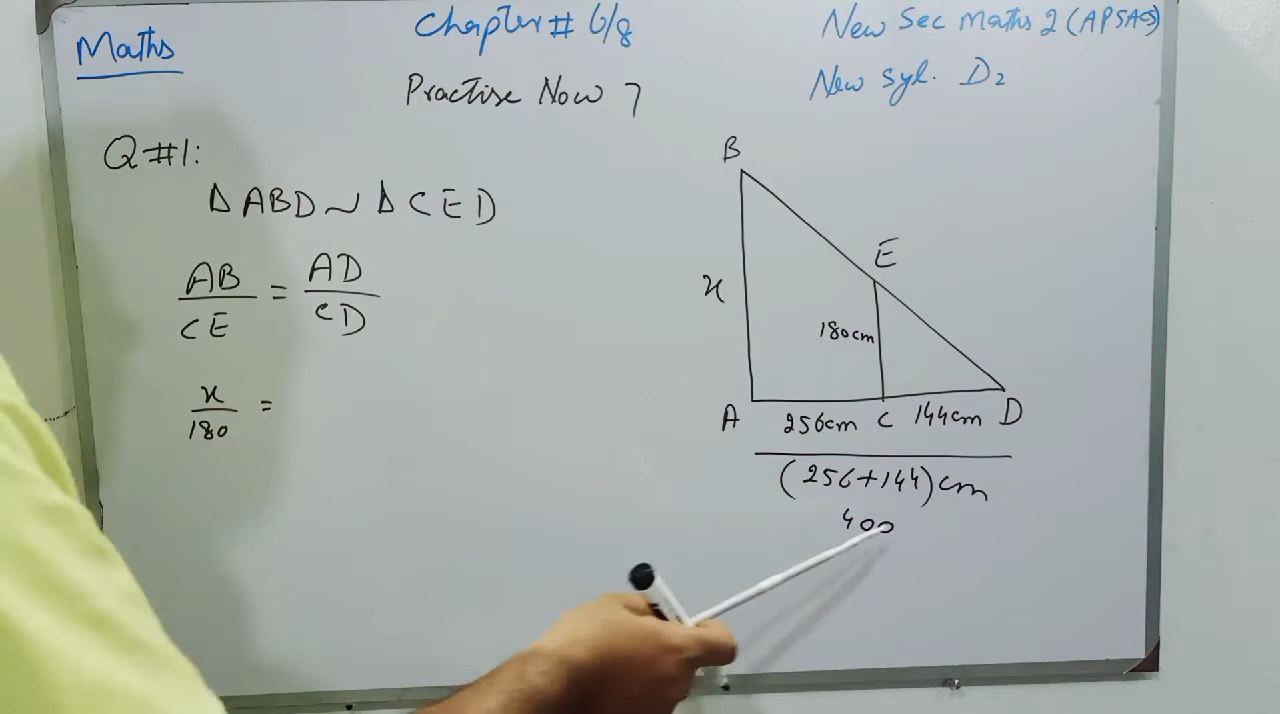 Maths
Chapter # 6/8
New Sec Maths 2 (APSACS)
Practise Now 7
New Syl. D2
Q #1:
Δ ABD ~ Δ CED
AB/CE = AD/CD
x/180 =
B
E
x
180cm
A 256cm C 144cm D
(256+144)cm
400